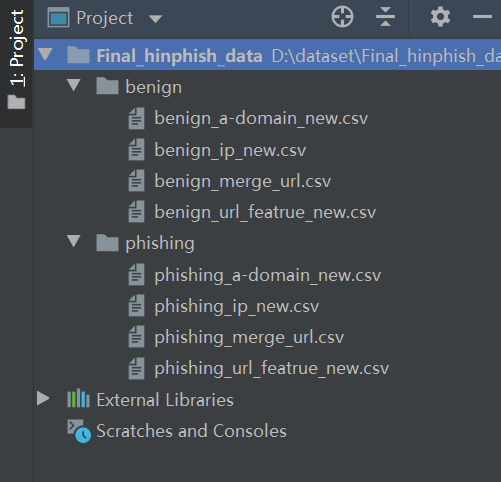 Project
1: Project
Final_hinphish_data D:\dataset\Final_hinphish_da
benign
benign_a-domain_new.csv
benign_ip_new.csv
benign_merge_url.csv
benign_url_featrue_new.csv
phishing
phishing_a-domain_new.csv
phishing_ip_new.csv
phishing_merge_url.csv
phishing_url_featrue_new.csv
External Libraries
Scratches and Consoles